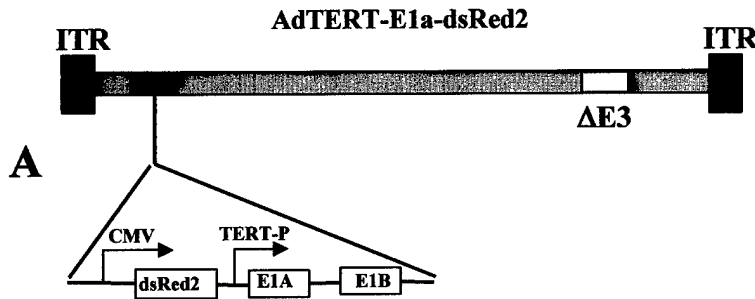 AdTERT-E1a-dsRed2
ITR
ITR
ΔE3
A
CMV
TERT-P
dsRed2
E1A
E1B